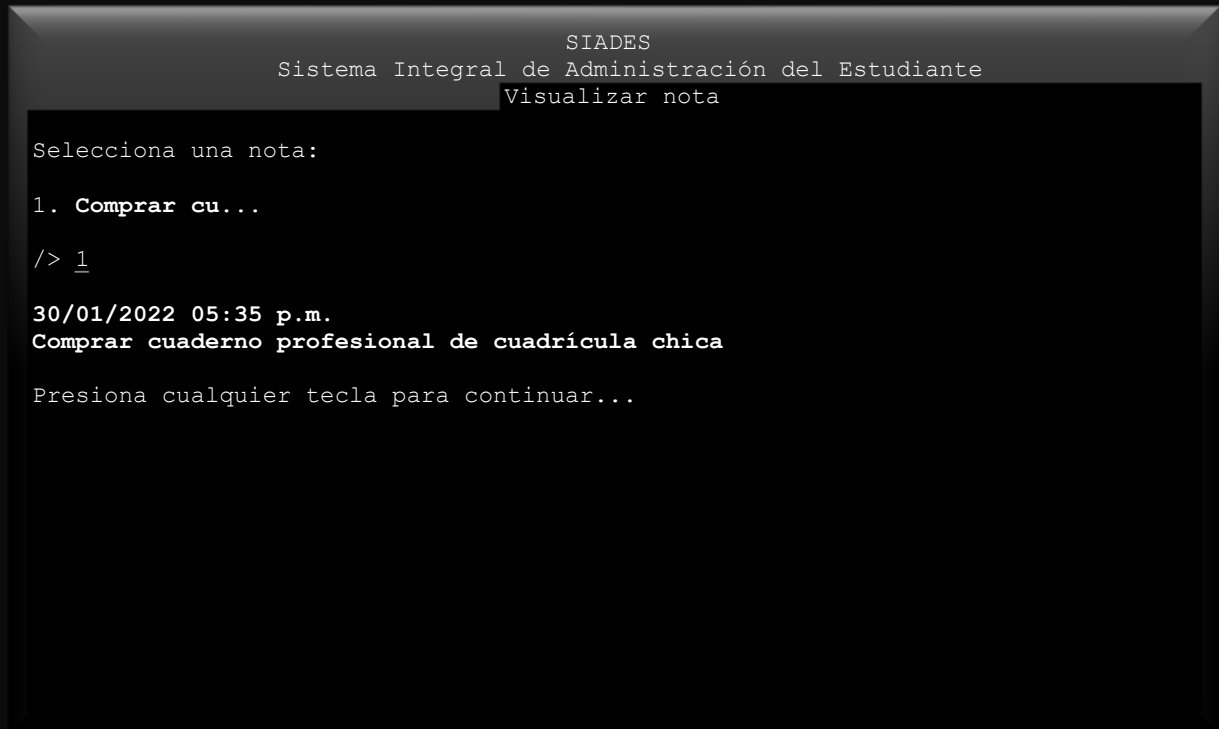 SIADES
Sistema Integral de Administración del Estudiante
Visualizar nota
Selecciona una nota:
1. Comprar cu...
/> 1
30/01/2022 05:35 p.m.
Comprar cuaderno profesional de cuadrícula chica
Presiona cualquier tecla para continuar...